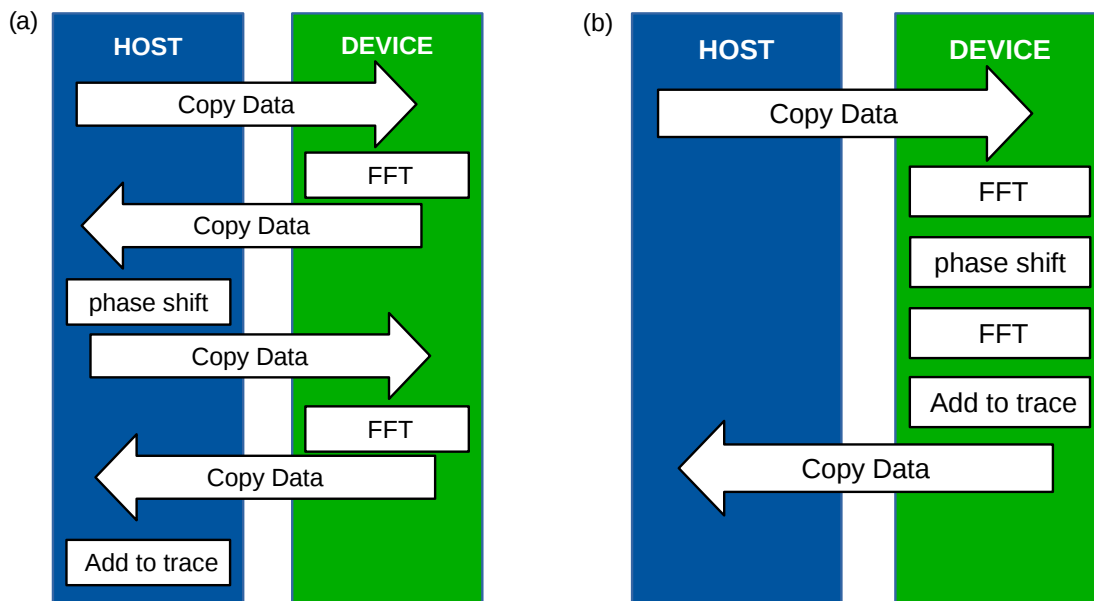 (a)
HOST
DEVICE
Copy Data
FFT
Copy Data
phase shift
Copy Data
FFT
Copy Data
Add to trace
(b)
HOST
DEVICE
Copy Data
FFT
phase shift
FFT
Add to trace
Copy Data